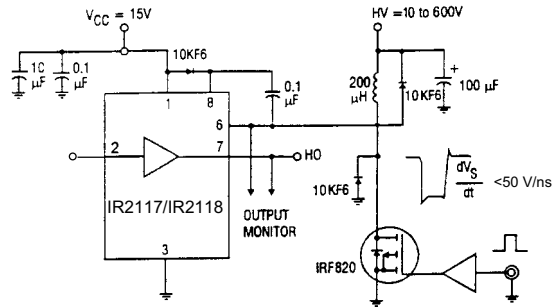 VCC = 15V
HV = 10 to 600V
10KF6
10 μF
0.1 μF
0.1 μF
200 μH
10KF6
+
100 μF
1
8
6
2
7
HO
IR2117/IR2118
OUTPUT MONITOR
10KF6
dVS
dt
<50 V/ns
3
IRF820